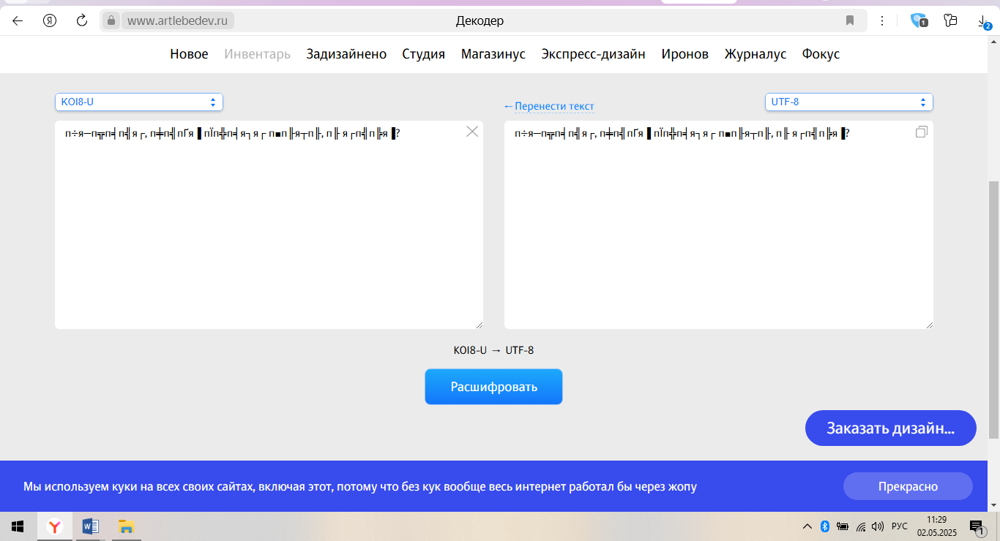 www.artlebedev.ru
Декодер
1
2
Новое Инвентарь Задизайнено Студия Магазинус Экспресс-дизайн Иронов Журналус Фокус
KOI8-U
←Перенести текст
UTF-8
KOI8-U → UTF-8
Расшифровать
Заказать дизайн...
Мы используем куки на всех своих сайтах, включая этот, потому что без кук вообще весь интернет работал бы через жопу
Прекрасно
РУС
11:29
02.05.2025
1